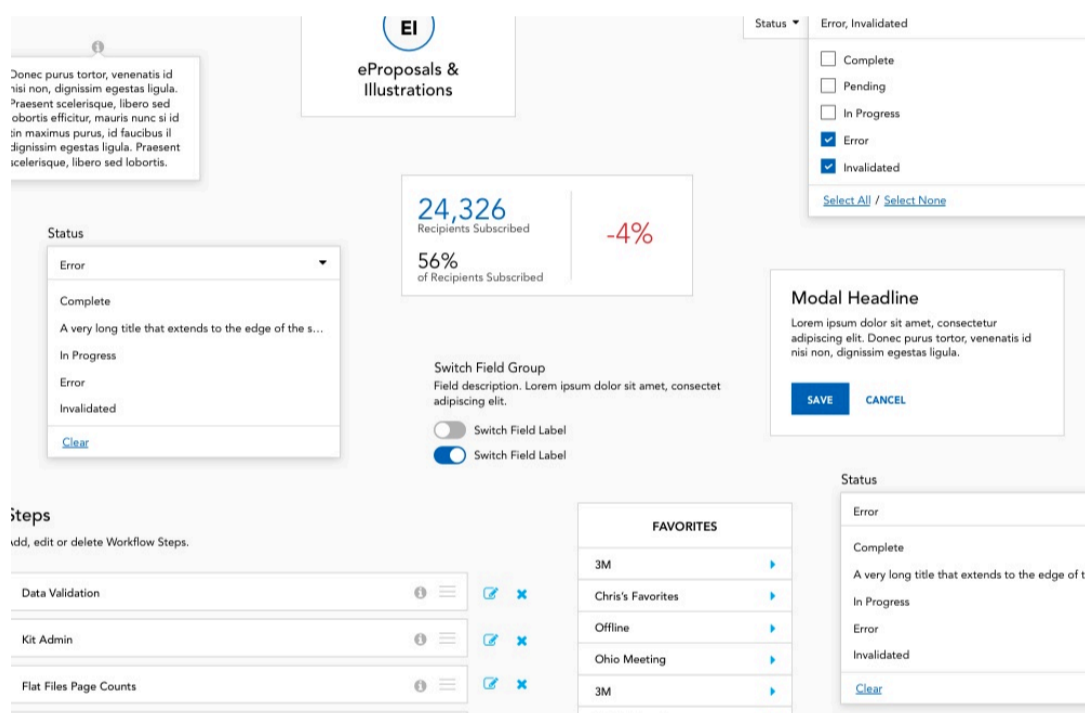 EI
eProposals &
Illustrations
Donec purus tortor, venenatis id
nisi non, dignissim egestas ligula.
Praesent scelerisque, libero sed
lobortis efficitur, mauris nunc si id
tin maximus purus, id faucibus il
dignissim egestas ligula. Praesent
scelerisque, libero sed lobortis.
Status
Error, Invalidated
Complete
Pending
In Progress
Error
Invalidated
Select All / Select None
24,326
Recipients Subscribed
56%
of Recipients Subscribed
-4%
Status
Error
Complete
A very long title that extends to the edge of the s...
In Progress
Error
Invalidated
Clear
Modal Headline
Lorem ipsum dolor sit amet, consectetur
adipiscing elit. Donec purus tortor, venenatis id
nisi non, dignissim egestas ligula.
SAVE
CANCEL
Switch Field Group
Field description. Lorem ipsum dolor sit amet, consectet
adipiscing elit.
Switch Field Label
Switch Field Label
Steps
Add, edit or delete Workflow Steps.
Data Validation
Kit Admin
Flat Files Page Counts
FAVORITES
3M
Chris's Favorites
Offline
Ohio Meeting
3M
Status
Error
Complete
A very long title that extends to the edge of t
In Progress
Error
Invalidated
Clear